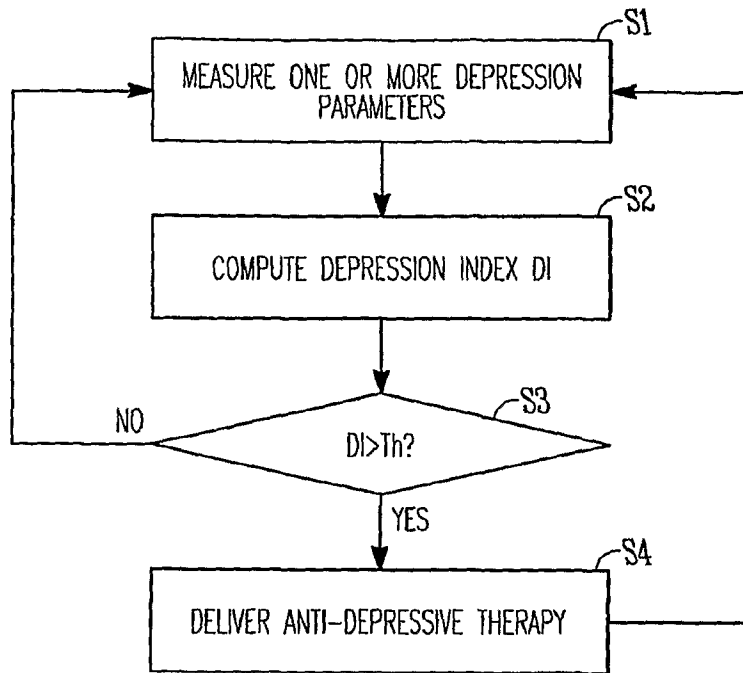 S1
MEASURE ONE OR MORE DEPRESSION
PARAMETERS
S2
COMPUTE DEPRESSION INDEX DI
S3
NO
DI>Th?
YES
S4
DELIVER ANTI-DEPRESSIVE THERAPY